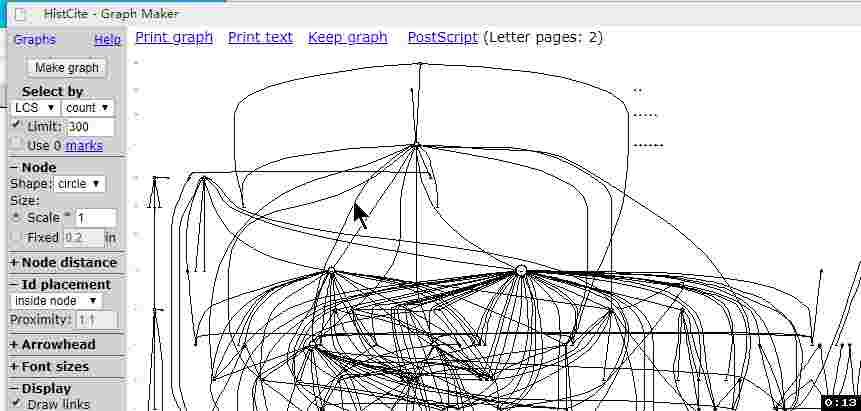 HistCite - Graph Maker
Graphs Help
Make graph
Select by
LCS count
Limit: 300
Use 0 marks
Node
Shape: circle
Size:
Scale * 1
Fixed 0.2 in
Node distance
Id placement
inside node
Proximity: 1.1
Arrowhead
Font sizes
Display
Draw links
Print graph Print text Keep graph PostScript (Letter pages: 2)
0:13